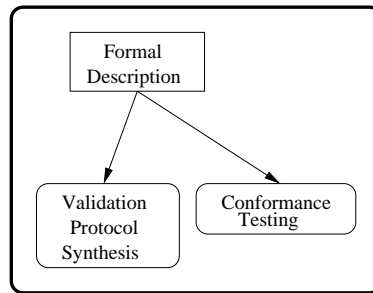 Formal
Description
Validation
Protocol
Synthesis
Conformance
Testing